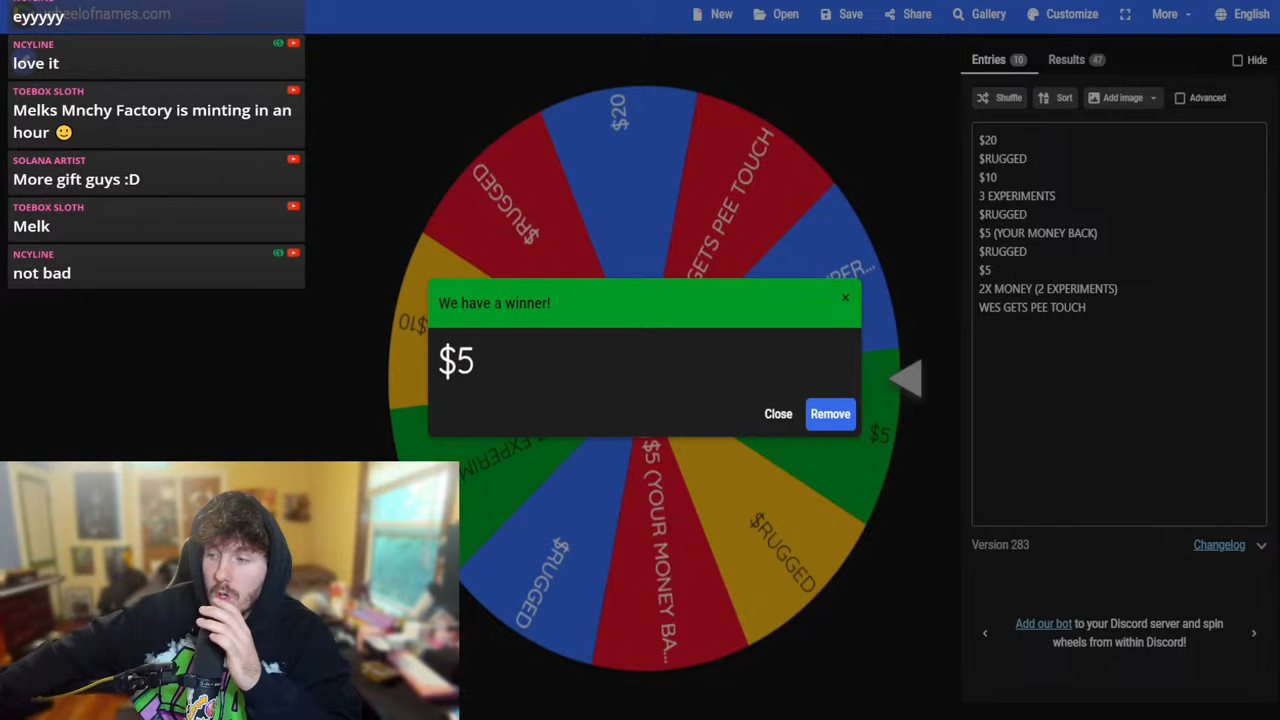 eyyyyy
wheelofnames.com
New
Open
Save
Share
Gallery
Customize
More
English
NCYLINE
love it
TOEBOX SLOTH
Melks Mnchy Factory is minting in an
hour
SOLANA ARTIST
More gift guys :D
TOEBOX SLOTH
Melk
NCYLINE
not bad
$20
GETS PEE TOUCH
$RUGGED
$10
PER...
$5
$RUGGED
$5 (YOUR MONEY BA...
$RUGGED
EXPERIM
We have a winner!
×
$5
Close
Remove
Entries 10
Results 47
Hide
Shuffle
Sort
Add image
Advanced
$20
$RUGGED
$10
3 EXPERIMENTS
$RUGGED
$5 (YOUR MONEY BACK)
$RUGGED
$5
2X MONEY (2 EXPERIMENTS)
WES GETS PEE TOUCH
Version 283
Changelog
Add our bot to your Discord server and spin
wheels from within Discord!